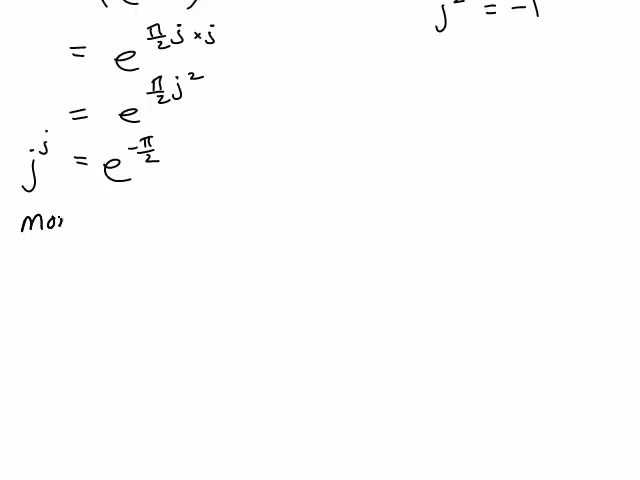 j² = -1
= e^(π/2 j × j)
= e^(π/2 j²)
j^j = e^(-π/2)